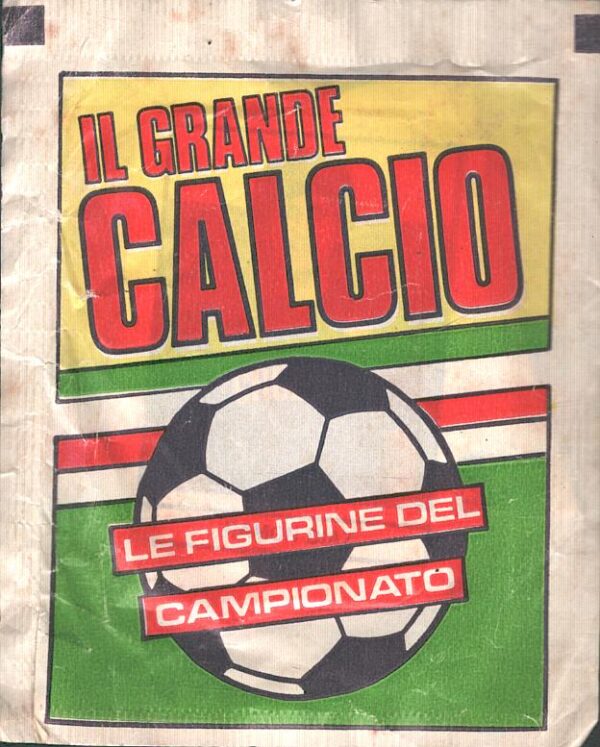 IL GRANDE
CALCIO
LE FIGURINE DEL
CAMPIONATO